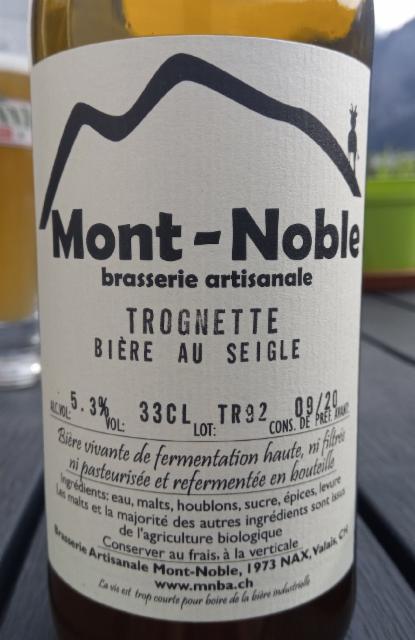 Mont-Noble
brasserie artisanale
TROGNETTE
BIÈRE AU SEIGLE
ALC.VOL: 5.3% VOL: 33CL LOT: TR92 CONS. DE PRÉF. AVANT: 09/20
Bière vivante de fermentation haute, ni filtrée
ni pasteurisée et refermentée en bouteille
Ingrédients: eau, malts, houblons, sucre, épices, levure
Les malts et la majorité des autres ingrédients sont issus
de l'agriculture biologique
Conserver au frais, à la verticale
Brasserie Artisanale Mont-Noble, 1973 NAX, Valais, CH
www.mnba.ch
La vie est trop courte pour boire de la bière industrielle